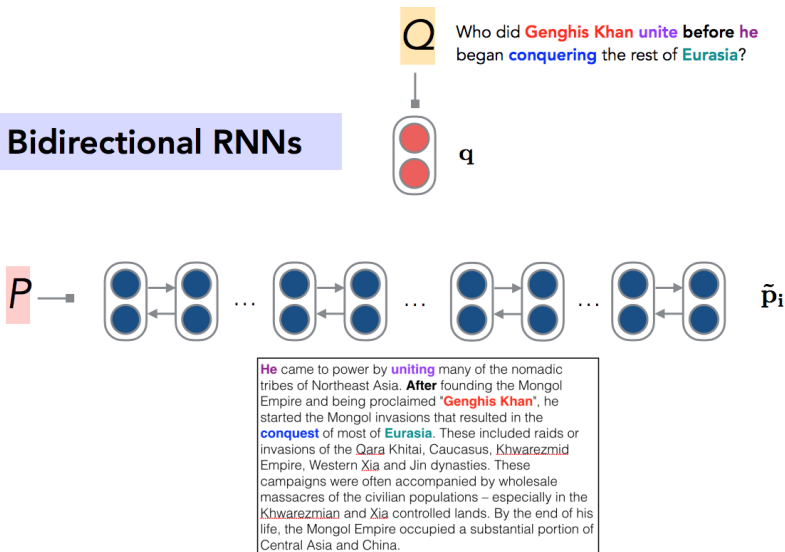 Q
Who did Genghis Khan unite before he
began conquering the rest of Eurasia?
Bidirectional RNNs
q
P
... ... ...
p̃ᵢ
He came to power by uniting many of the nomadic
tribes of Northeast Asia. After founding the Mongol
Empire and being proclaimed "Genghis Khan", he
started the Mongol invasions that resulted in the
conquest of most of Eurasia. These included raids or
invasions of the Qara Khitai, Caucasus, Khwarezmid
Empire, Western Xia and Jin dynasties. These
campaigns were often accompanied by wholesale
massacres of the civilian populations – especially in the
Khwarezmian and Xia controlled lands. By the end of his
life, the Mongol Empire occupied a substantial portion of
Central Asia and China.